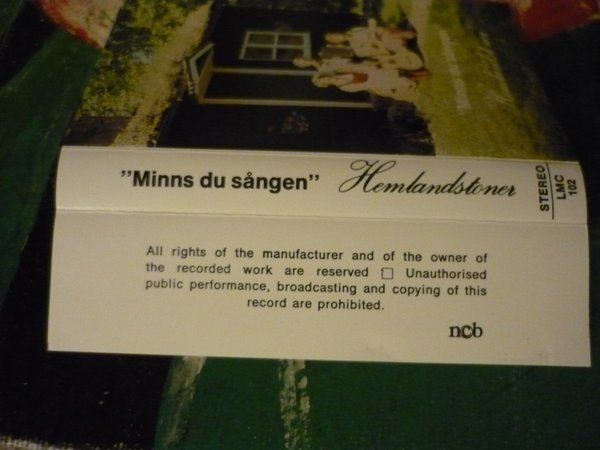 "Minns du sången" Hemlandstoner STEREO LMC 102
All rights of the manufacturer and of the owner of
the recorded work are reserved □ Unauthorised
public performance, broadcasting and copying of this
record are prohibited.
ncb